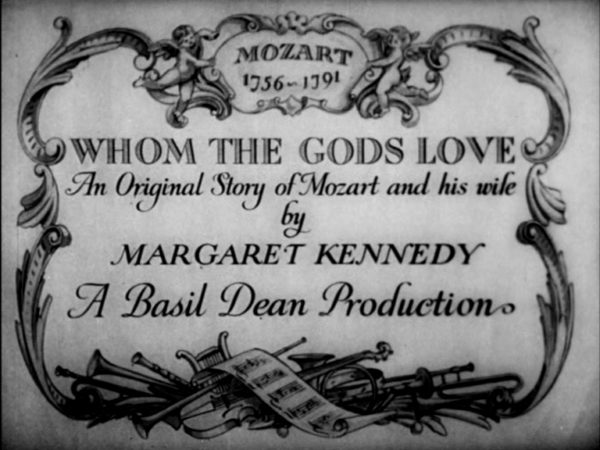 MOZART
1756~1791
WHOM THE GODS LOVE
An Original Story of Mozart and his wife
by
MARGARET KENNEDY
A Basil Dean Production